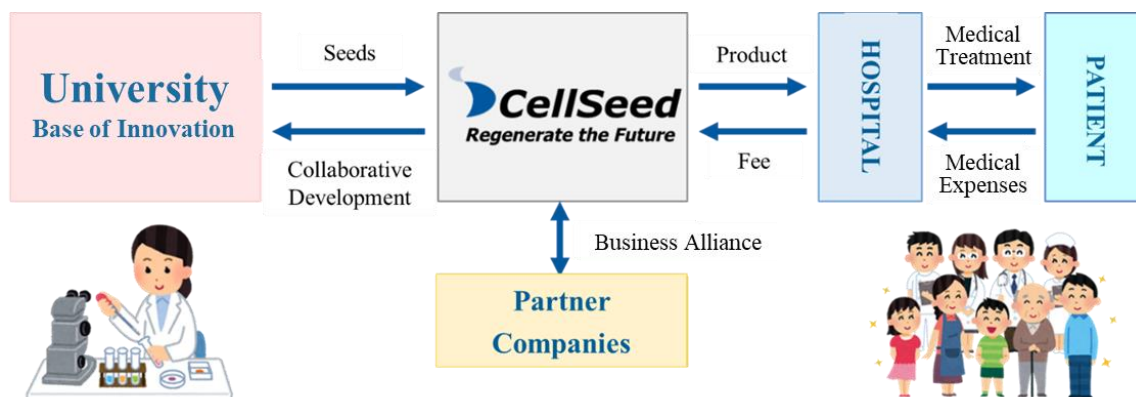 University
Base of Innovation
Seeds
Collaborative
Development
CellSeed
Regenerate the Future
Product
Fee
HOSPITAL
Medical
Treatment
Medical
Expenses
PATIENT
Business Alliance
Partner
Companies